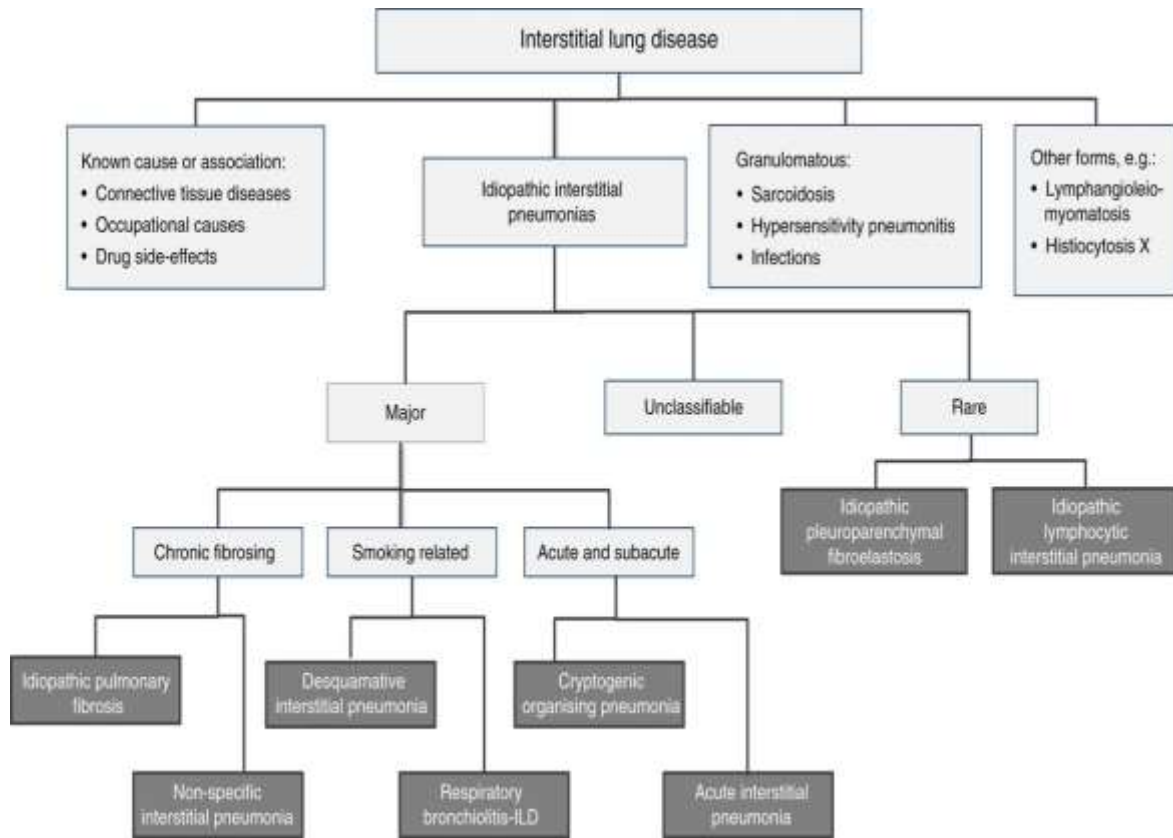 Interstitial lung disease
Known cause or association:
• Connective tissue diseases
• Occupational causes
• Drug side-effects
Idiopathic interstitial
pneumonias
Granulomatous:
• Sarcoidosis
• Hypersensitivity pneumonitis
• Infections
Other forms, e.g.:
• Lymphangioleio-
myomatosis
• Histiocytosis X
Major
Unclassifiable
Rare
Chronic fibrosing
Smoking related
Acute and subacute
Idiopathic
pleuroparenchymal
fibroelastosis
Idiopathic
lymphocytic
interstitial pneumonia
Idiopathic pulmonary
fibrosis
Desquamative
interstitial pneumonia
Cryptogenic
organising pneumonia
Non-specific
interstitial pneumonia
Respiratory
bronchiolitis-ILD
Acute interstitial
pneumonia